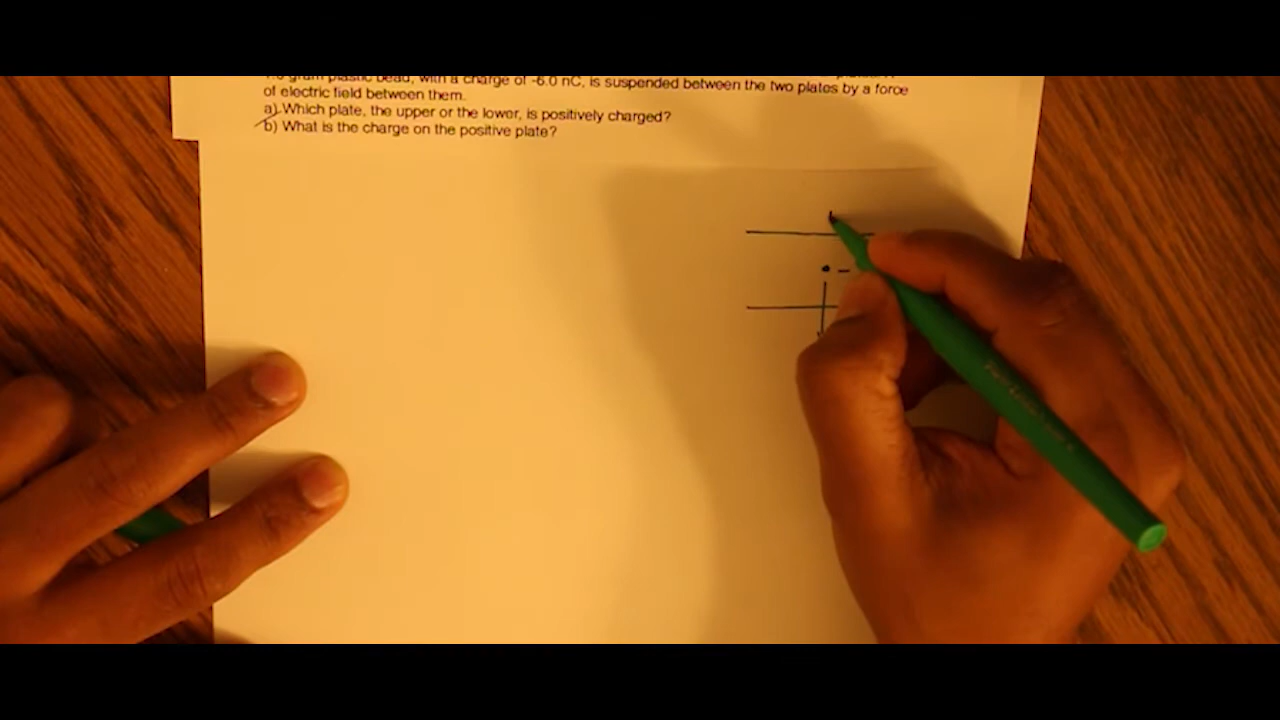 gram plastic bead, with a charge of -6.0 nC, is suspended between the two plates by a force
of electric field between them.
a) Which plate, the upper or the lower, is positively charged?
b) What is the charge on the positive plate?